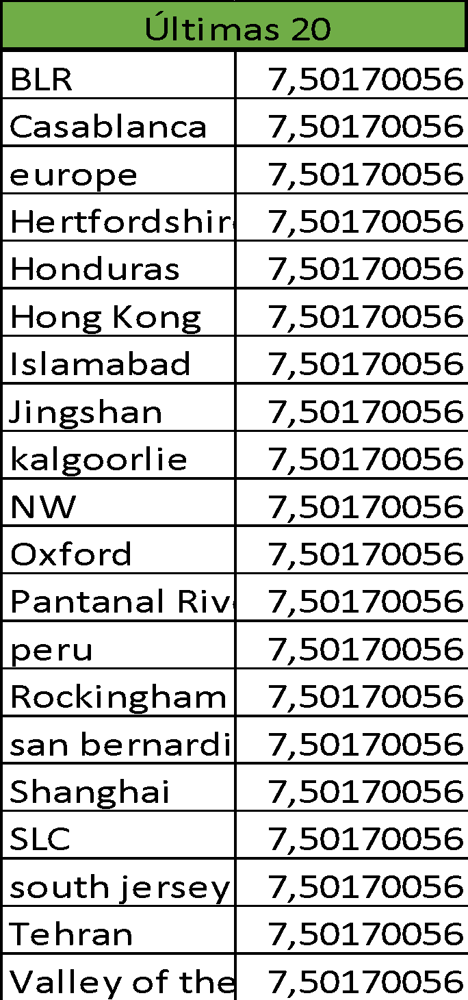 Últimas 20
BLR 7,50170056
Casablanca 7,50170056
europe 7,50170056
Hertfordshir 7,50170056
Honduras 7,50170056
Hong Kong 7,50170056
Islamabad 7,50170056
Jingshan 7,50170056
kalgoorlie 7,50170056
NW 7,50170056
Oxford 7,50170056
Pantanal Riv 7,50170056
peru 7,50170056
Rockingham 7,50170056
san bernardi 7,50170056
Shanghai 7,50170056
SLC 7,50170056
south jersey 7,50170056
Tehran 7,50170056
Valley of the 7,50170056